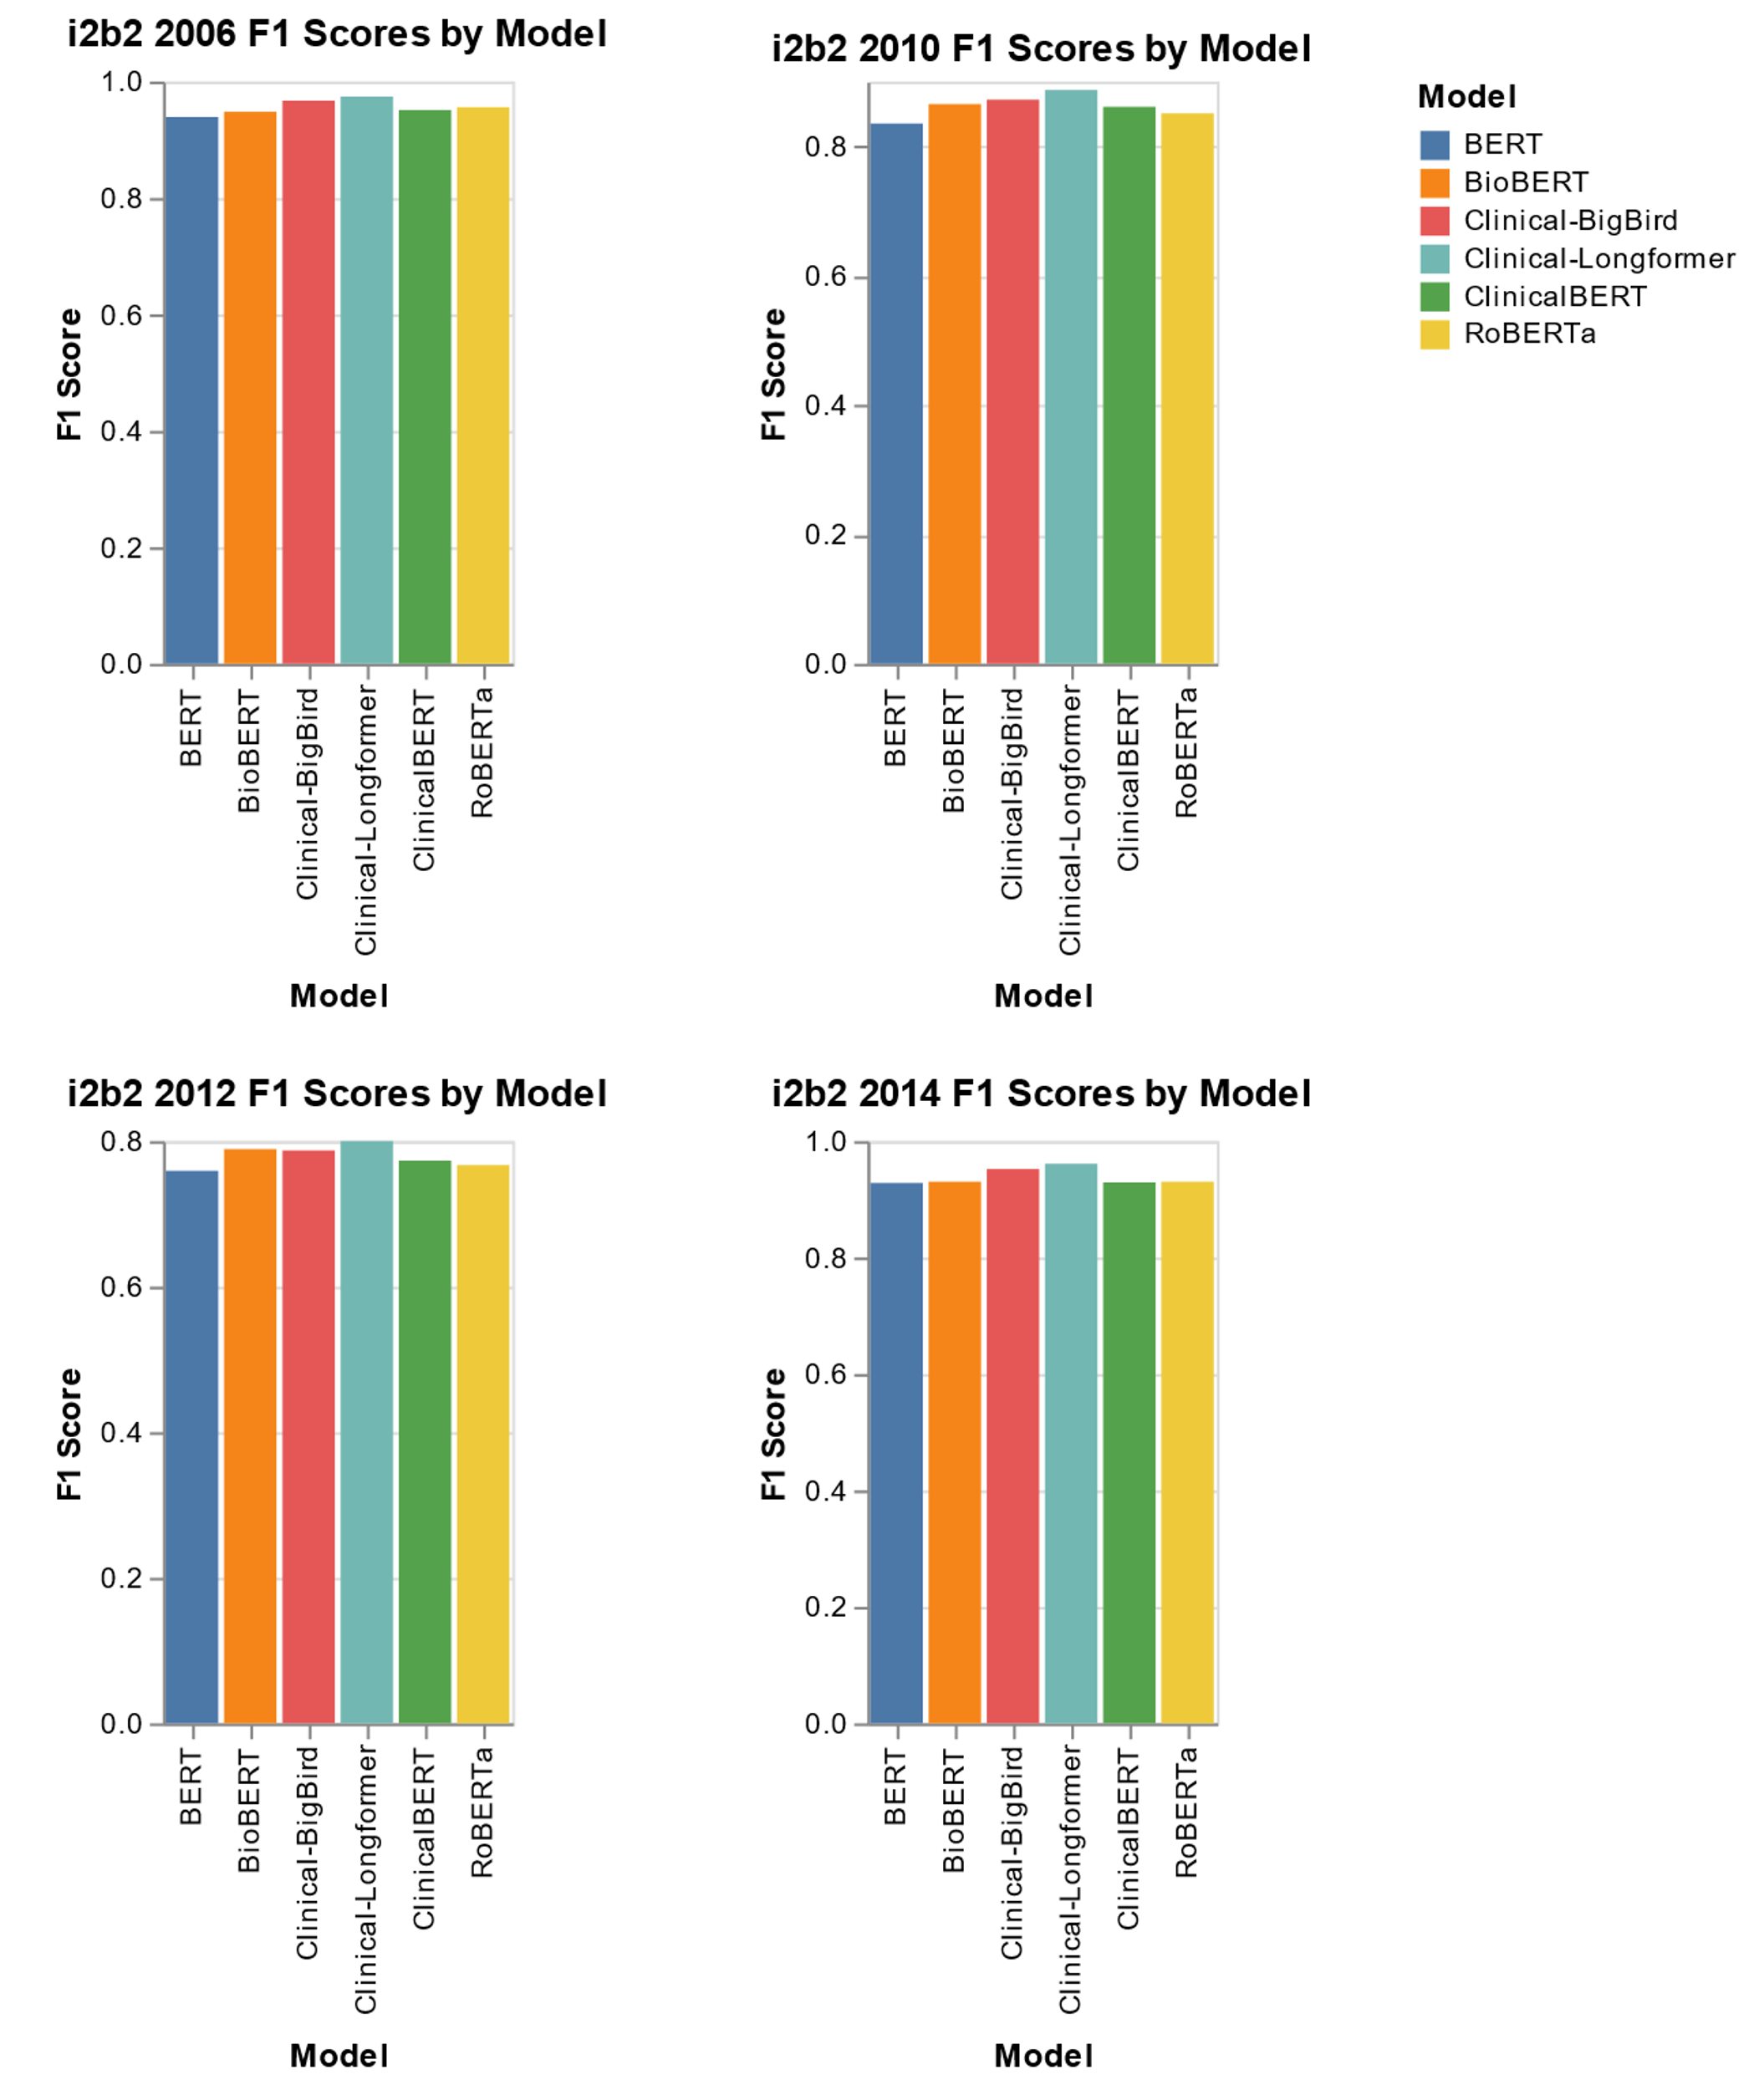 i2b2 2006 F1 Scores by Model
1.0
0.8
0.6
0.4
0.2
0.0
F1 Score
BERT
BioBERT
Clinical-BigBird
Clinical-Longformer
ClinicalBERT
RoBERTa
Model
i2b2 2010 F1 Scores by Model
0.8
0.6
0.4
0.2
0.0
F1 Score
BERT
BioBERT
Clinical-BigBird
Clinical-Longformer
ClinicalBERT
RoBERTa
Model
Model
BERT
BioBERT
Clinical-BigBird
Clinical-Longformer
ClinicalBERT
RoBERTa
i2b2 2012 F1 Scores by Model
0.8
0.6
0.4
0.2
0.0
F1 Score
BERT
BioBERT
Clinical-BigBird
Clinical-Longformer
ClinicalBERT
RoBERTa
Model
i2b2 2014 F1 Scores by Model
1.0
0.8
0.6
0.4
0.2
0.0
F1 Score
BERT
BioBERT
Clinical-BigBird
Clinical-Longformer
ClinicalBERT
RoBERTa
Model